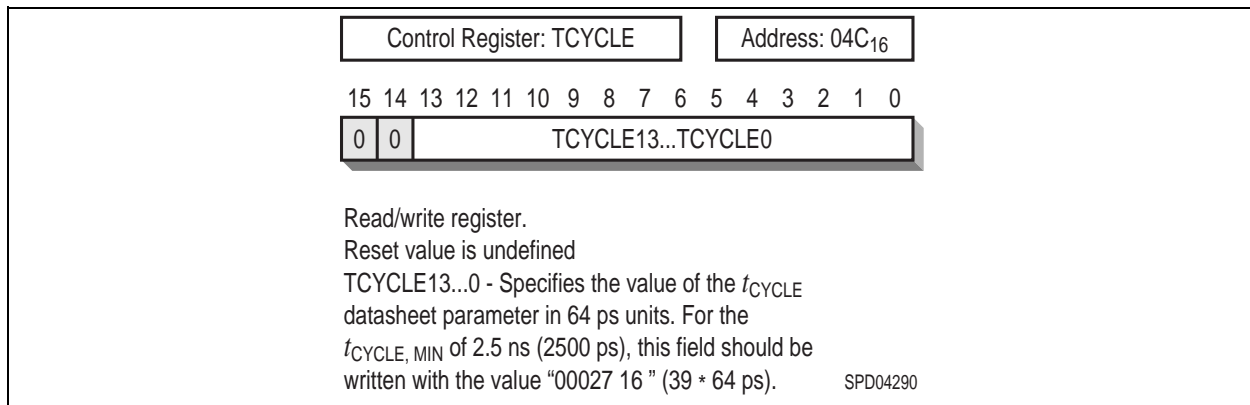 Control Register: TCYCLE Address: 04C16
15 14 13 12 11 10 9 8 7 6 5 4 3 2 1 0
0 0 TCYCLE13...TCYCLE0
Read/write register.
Reset value is undefined
TCYCLE13...0 - Specifies the value of the tCYCLE
datasheet parameter in 64 ps units. For the
tCYCLE, MIN of 2.5 ns (2500 ps), this field should be
written with the value “00027 16 ” (39 * 64 ps). SPD04290